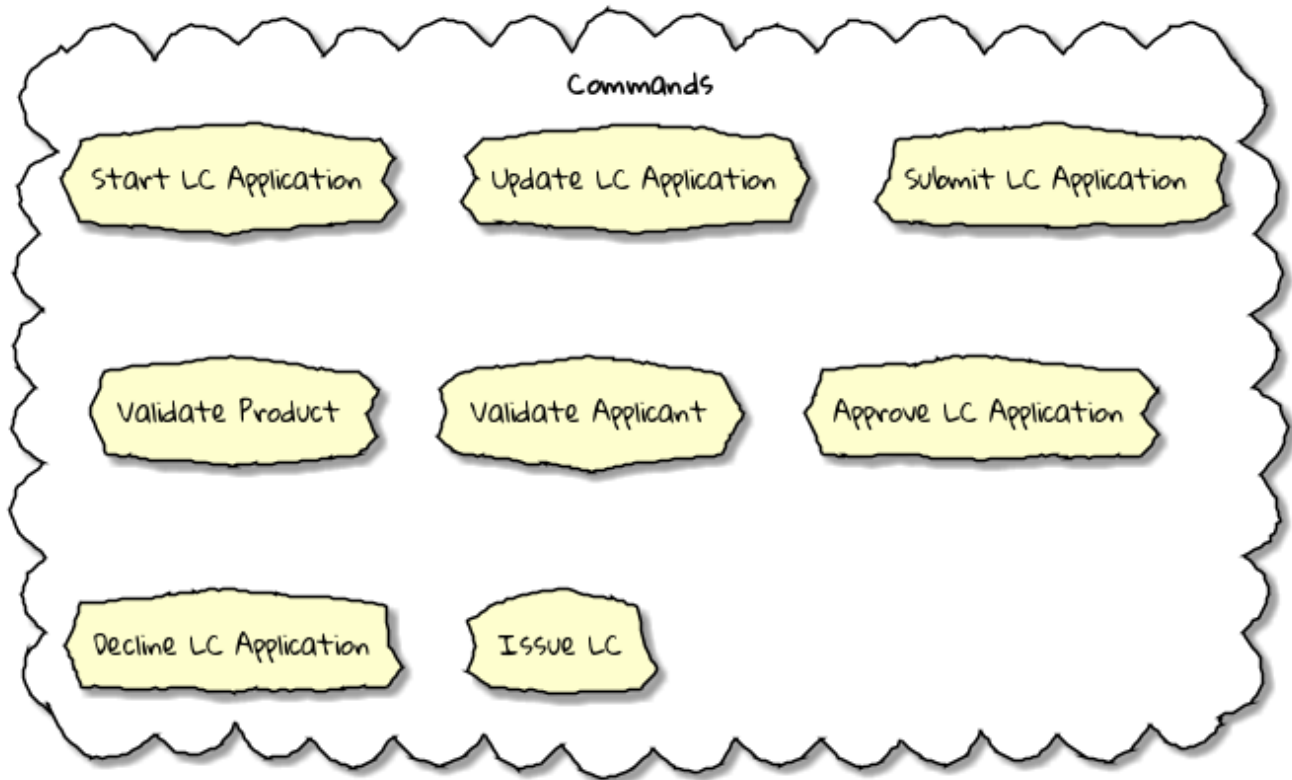 Commands
Start LC Application
Update LC Application
Submit LC Application
Validate Product
Validate Applicant
Approve LC Application
Decline LC Application
Issue LC